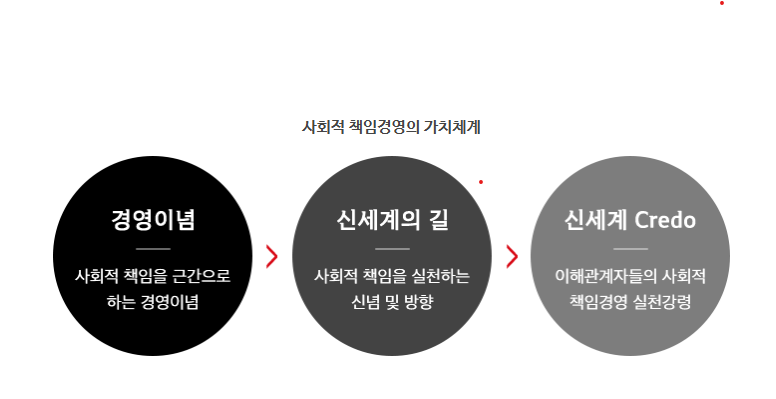 사회적 책임경영의 가치체계
경영이념
사회적 책임을 근간으로
하는 경영이념
신세계의 길
사회적 책임을 실천하는
신념 및 방향
신세계 Credo
이해관계자들의 사회적
책임경영 실천강령